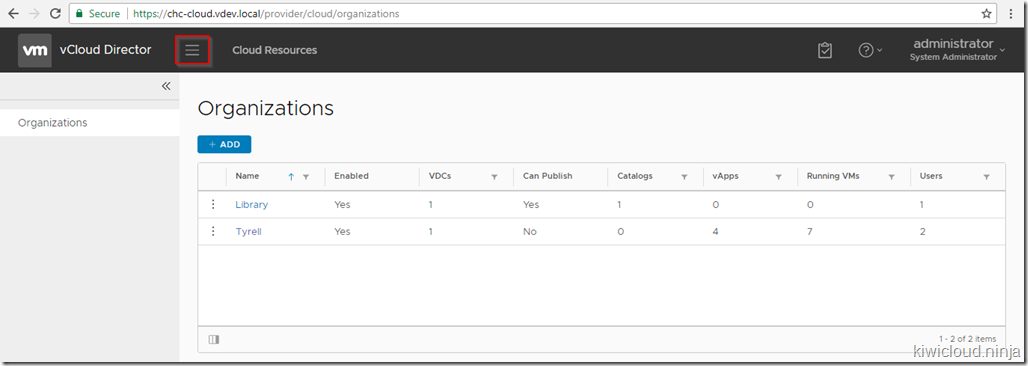 Secure https://chc-cloud.vdev.local/provider/cloud/organizations
vm vCloud Director Cloud Resources administrator
System Administrator
Organizations
Organizations
+ ADD
Name Enabled VDCs Can Publish Catalogs vApps Running VMs Users
Library Yes 1 Yes 1 0 0 1
Tyrell Yes 1 No 0 4 7 2
1 - 2 of 2 items
kiwicloud.ninja